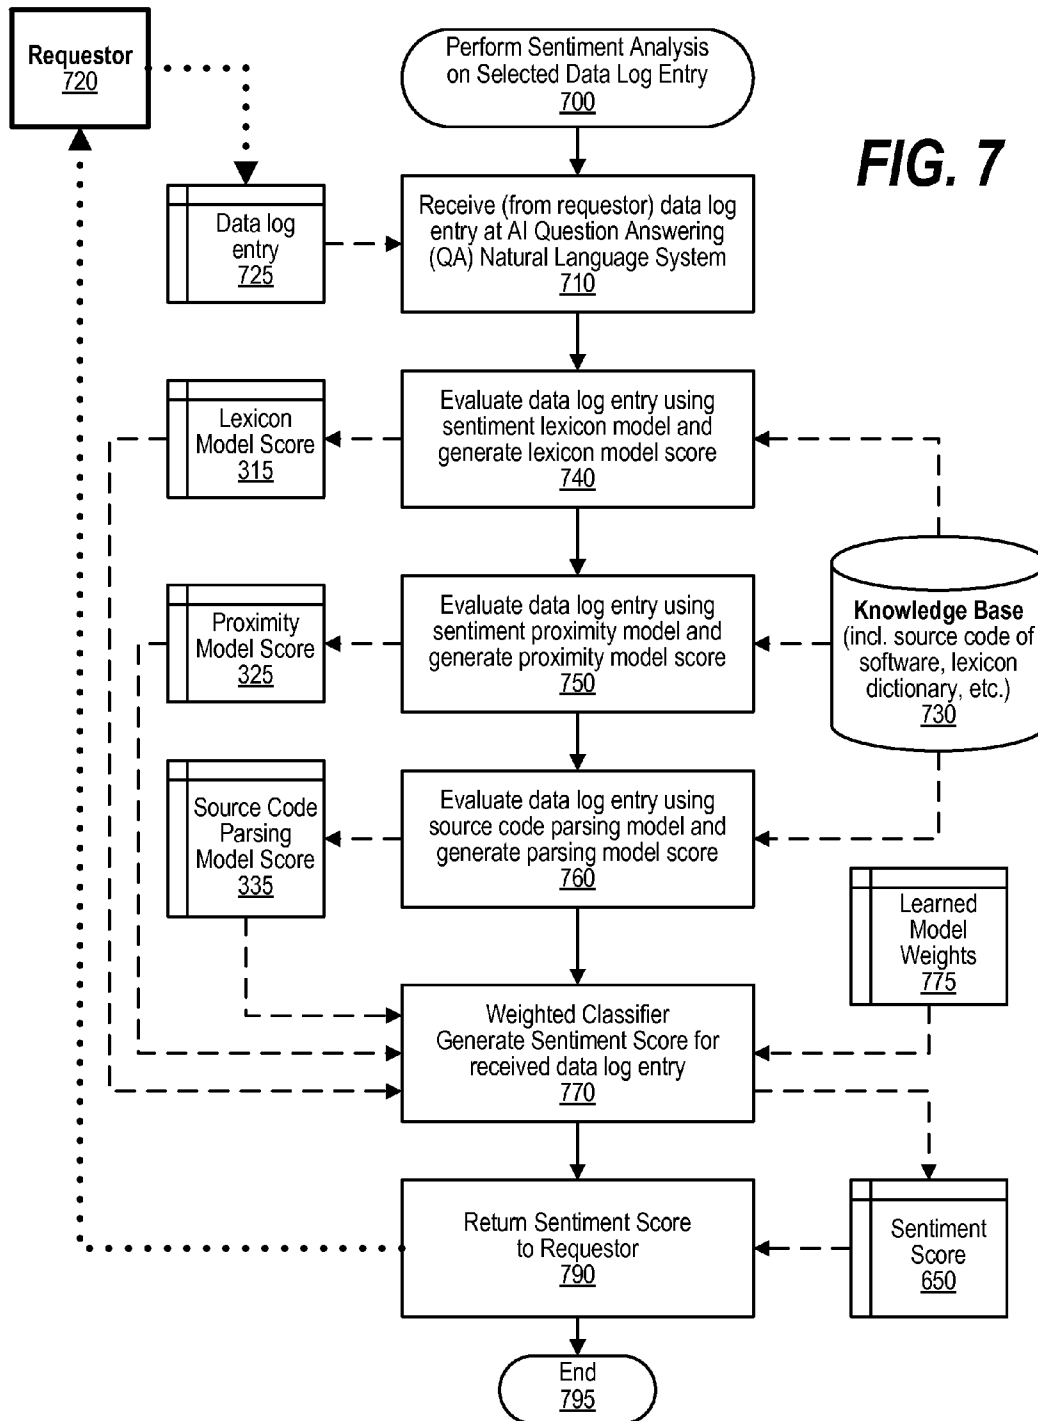 Requestor
720
Perform Sentiment Analysis
on Selected Data Log Entry
700
FIG. 7
Data log
entry
725
Receive (from requestor) data log
entry at AI Question Answering
(QA) Natural Language System
710
Lexicon
Model Score
315
Evaluate data log entry using
sentiment lexicon model and
generate lexicon model score
740
Proximity
Model Score
325
Evaluate data log entry using
sentiment proximity model and
generate proximity model score
750
Knowledge Base
(incl. source code of
software, lexicon
dictionary, etc.)
730
Source Code
Parsing
Model Score
335
Evaluate data log entry using
source code parsing model and
generate parsing model score
760
Learned
Model
Weights
775
Weighted Classifier
Generate Sentiment Score for
received data log entry
770
Return Sentiment Score
to Requestor
790
Sentiment
Score
650
End
795